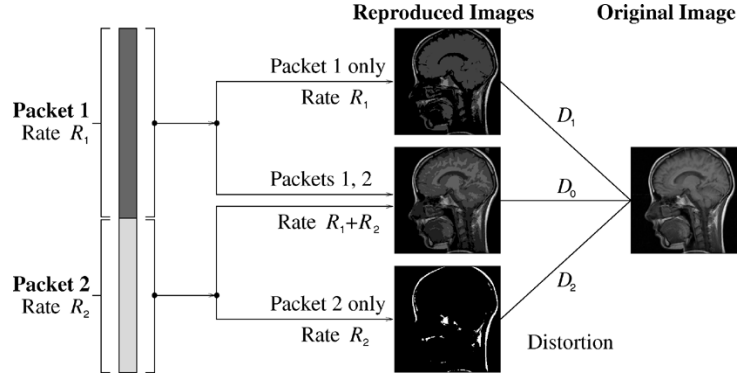 Reproduced Images
Original Image
Packet 1 only
Rate R1
Packet 1
Rate R1
D1
Packets 1, 2
D0
Rate R1+R2
Packet 2
Rate R2
Packet 2 only
Rate R2
D2
Distortion